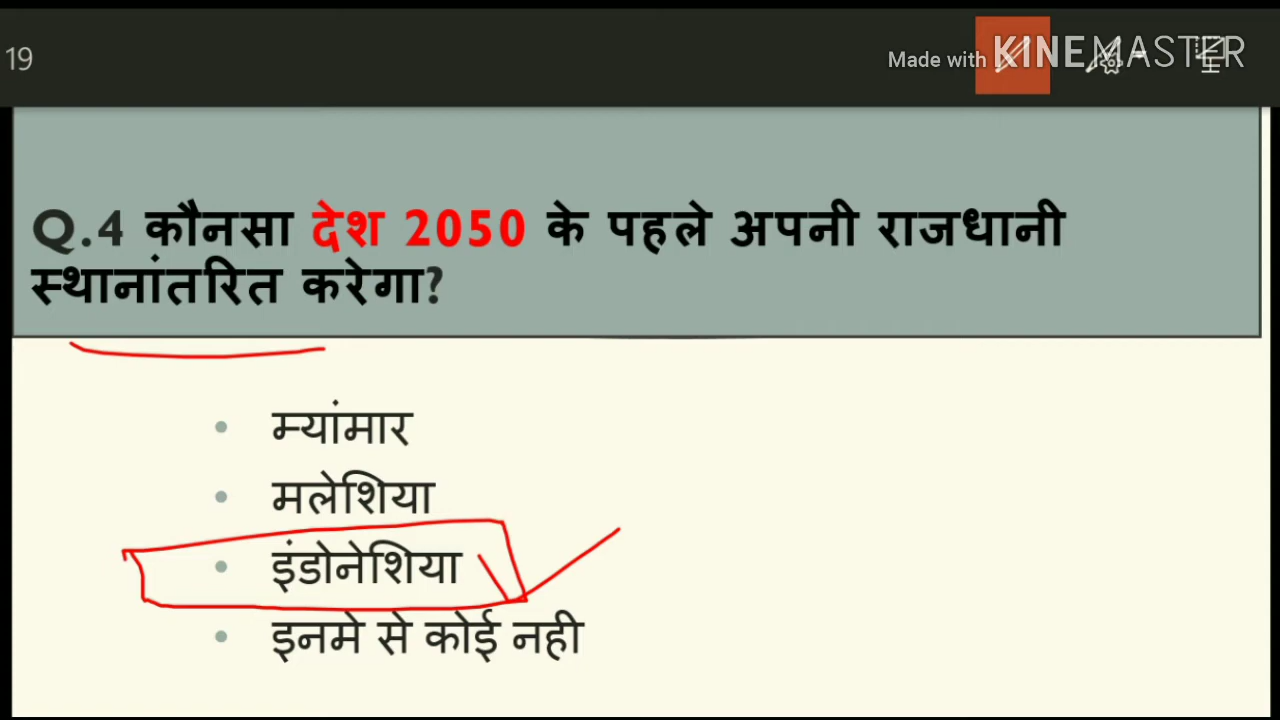 19
Made with KINEMASTER
Q.4 कौनसा देश 2050 के पहले अपनी राजधानी
स्थानांतरित करेगा?
• म्यांमार
• मलेशिया
• इंडोनेशिया
• इनमे से कोई नही